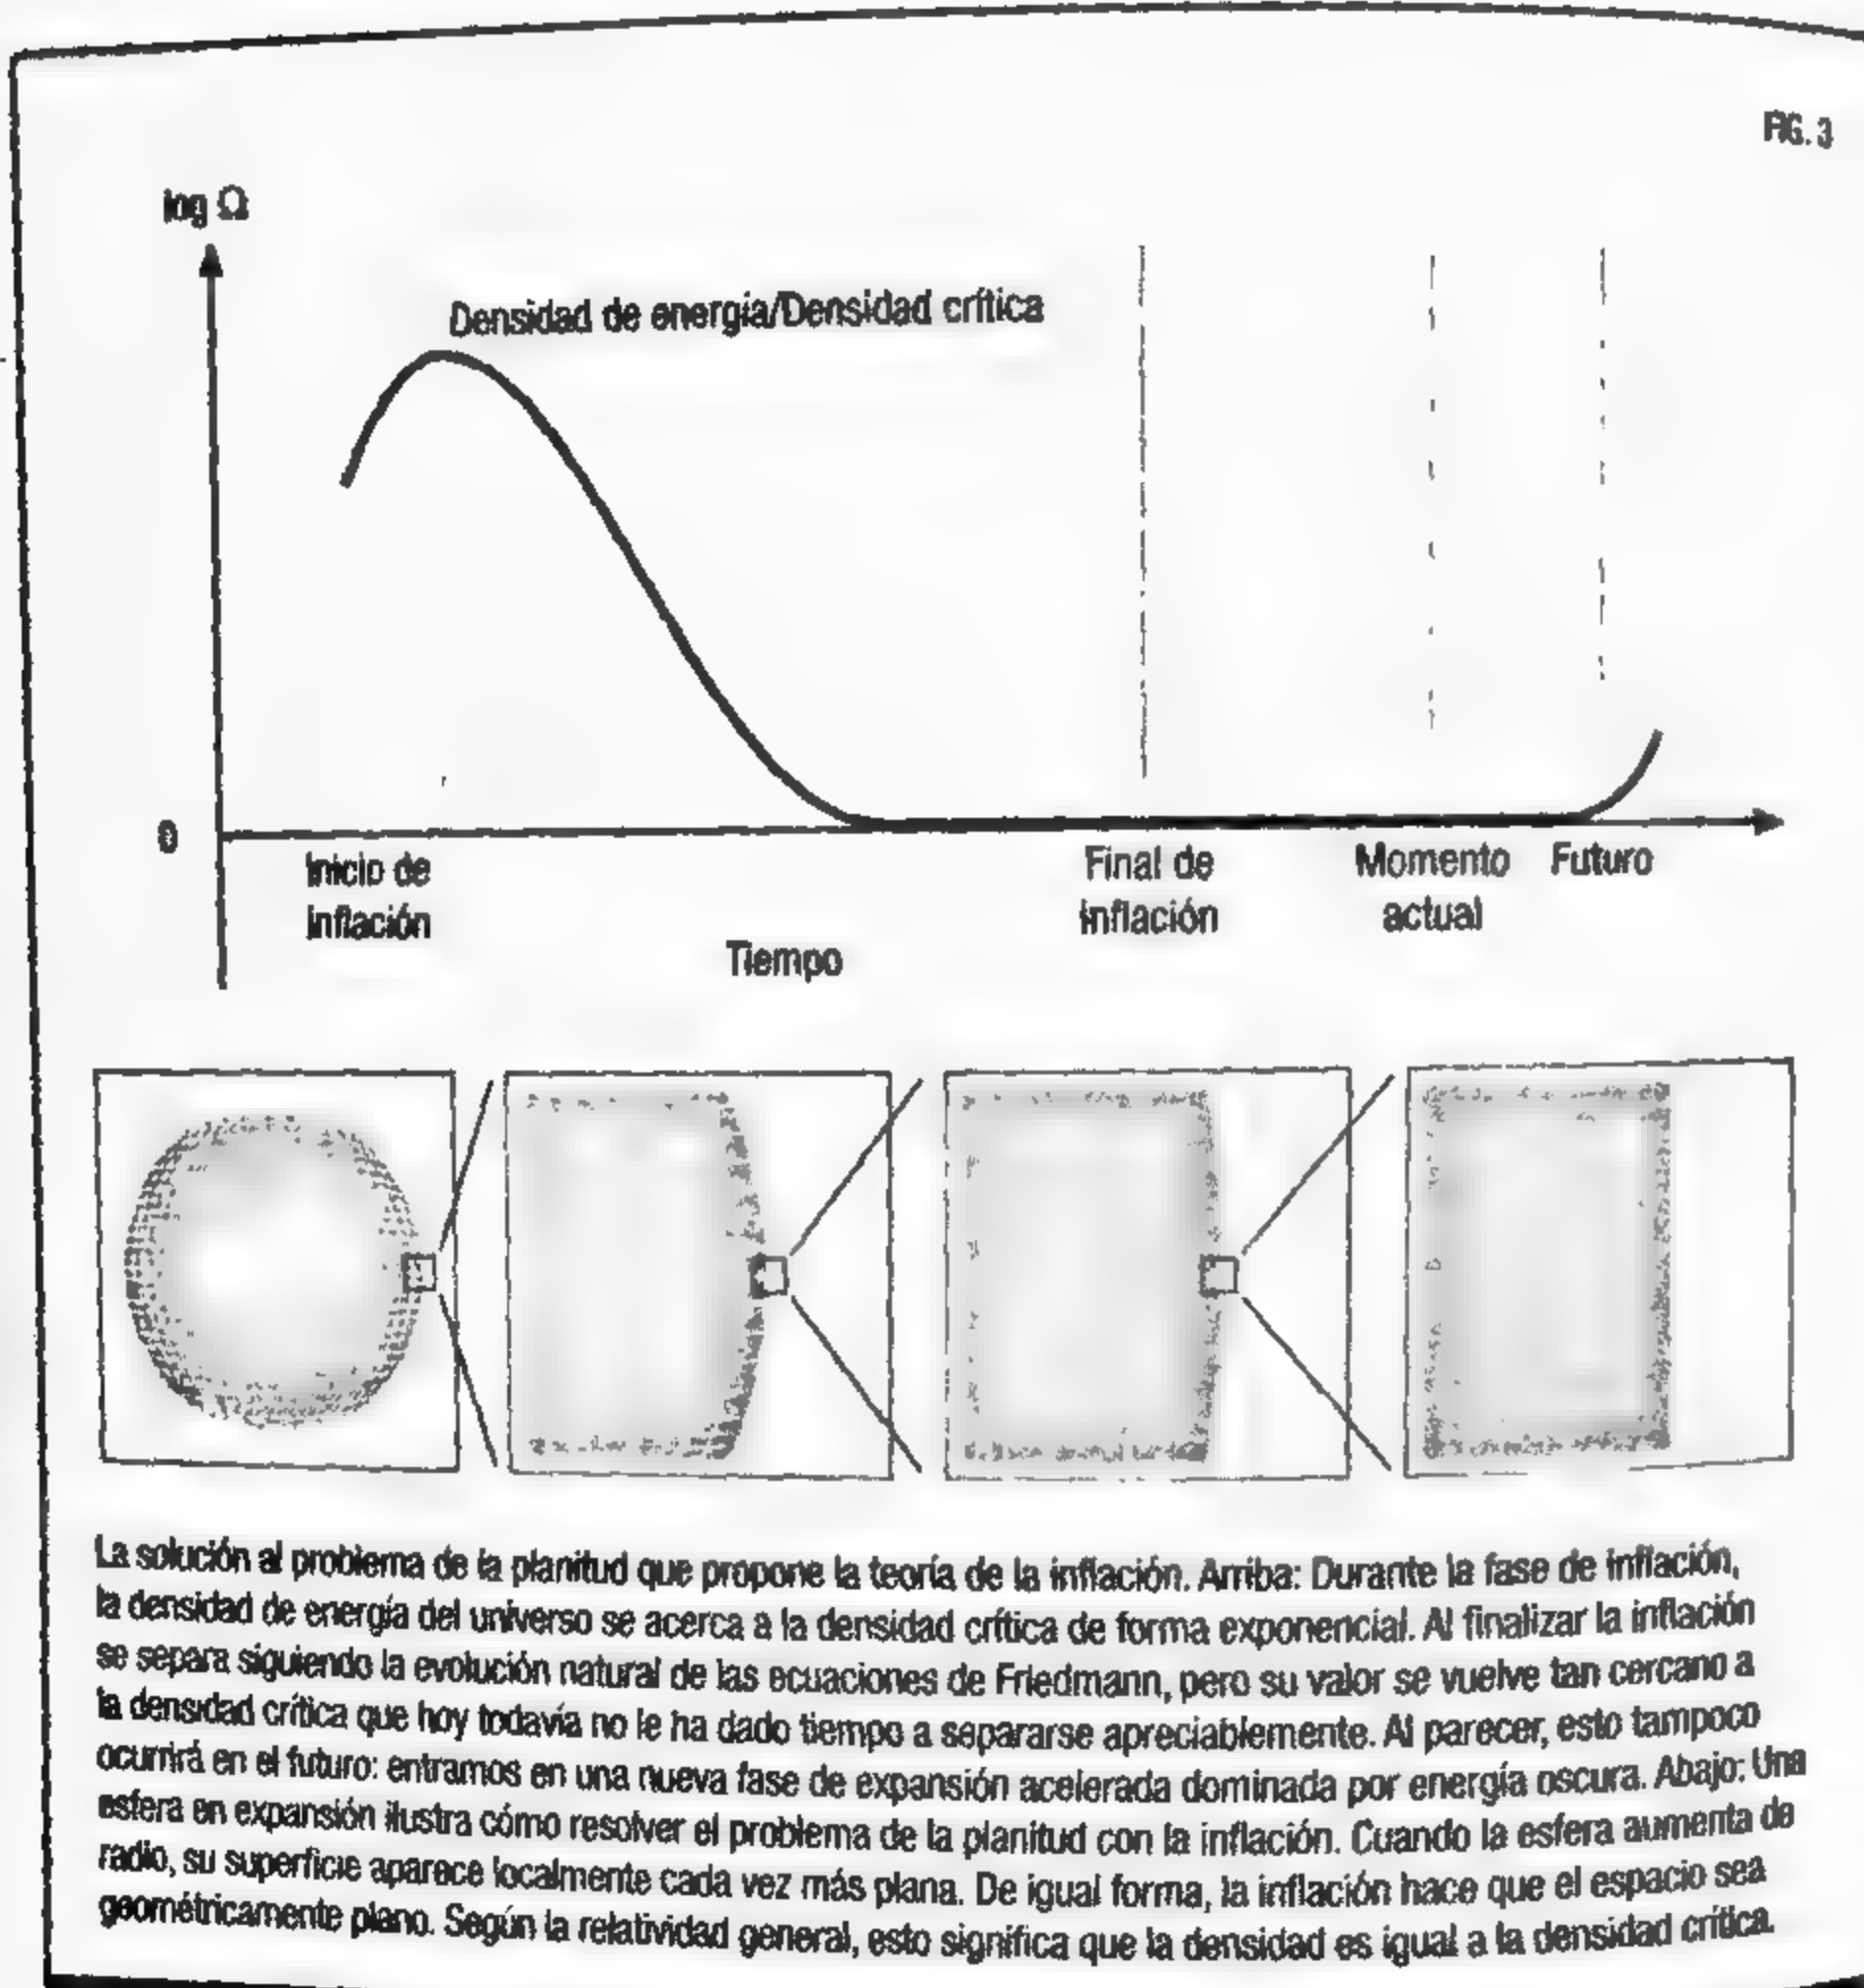 FIG. 3
log Ω
Densidad de energía/Densidad crítica
0
Inicio de
inflación
Final de
inflación
Momento
actual
Futuro
Tiempo
La solución al problema de la planitud que propone la teoría de la inflación. Arriba: Durante la fase de inflación,
la densidad de energía del universo se acerca a la densidad crítica de forma exponencial. Al finalizar la inflación
se separa siguiendo la evolución natural de las ecuaciones de Friedmann, pero su valor se vuelve tan cercano a
la densidad crítica que hoy todavía no le ha dado tiempo a separarse apreciablemente. Al parecer, esto tampoco
ocurrirá en el futuro: entramos en una nueva fase de expansión acelerada dominada por energía oscura. Abajo: Una
esfera en expansión ilustra cómo resolver el problema de la planitud con la inflación. Cuando la esfera aumenta de
radio, su superficie aparece localmente cada vez más plana. De igual forma, la inflación hace que el espacio sea
geométricamente plano. Según la relatividad general, esto significa que la densidad es igual a la densidad crítica.